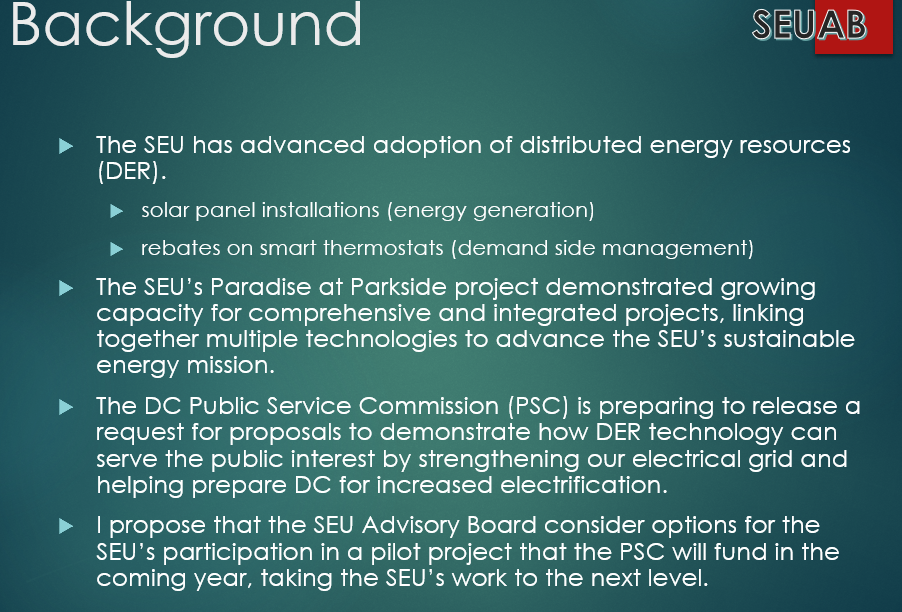 Background
SEUAB
The SEU has advanced adoption of distributed energy resources
(DER).
solar panel installations (energy generation)
rebates on smart thermostats (demand side management)
The SEU’s Paradise at Parkside project demonstrated growing
capacity for comprehensive and integrated projects, linking
together multiple technologies to advance the SEU’s sustainable
energy mission.
The DC Public Service Commission (PSC) is preparing to release a
request for proposals to demonstrate how DER technology can
serve the public interest by strengthening our electrical grid and
helping prepare DC for increased electrification.
I propose that the SEU Advisory Board consider options for the
SEU’s participation in a pilot project that the PSC will fund in the
coming year, taking the SEU’s work to the next level.